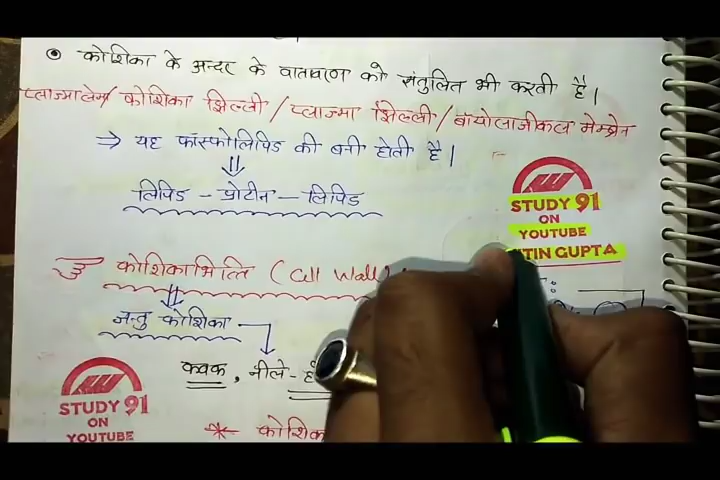 कोशिका के अन्दर के वातावरण को संतुलित भी करती है।
प्लाज्मालेमा/ कोशिका झिल्ली / प्लाज्मा झिल्ली/ बायोलाजीकल मेम्ब्रेन
⇒ यह फॉस्फोलिपिड की बनी होती है।
लिपिड - प्रोटीन - लिपिड
STUDY 91
ON
YOUTUBE
TIN GUPTA
कोशिकाभित्ति (Cell Wall)
जन्तु कोशिका
कवक, नीले-
STUDY 91
ON
YOUTUBE